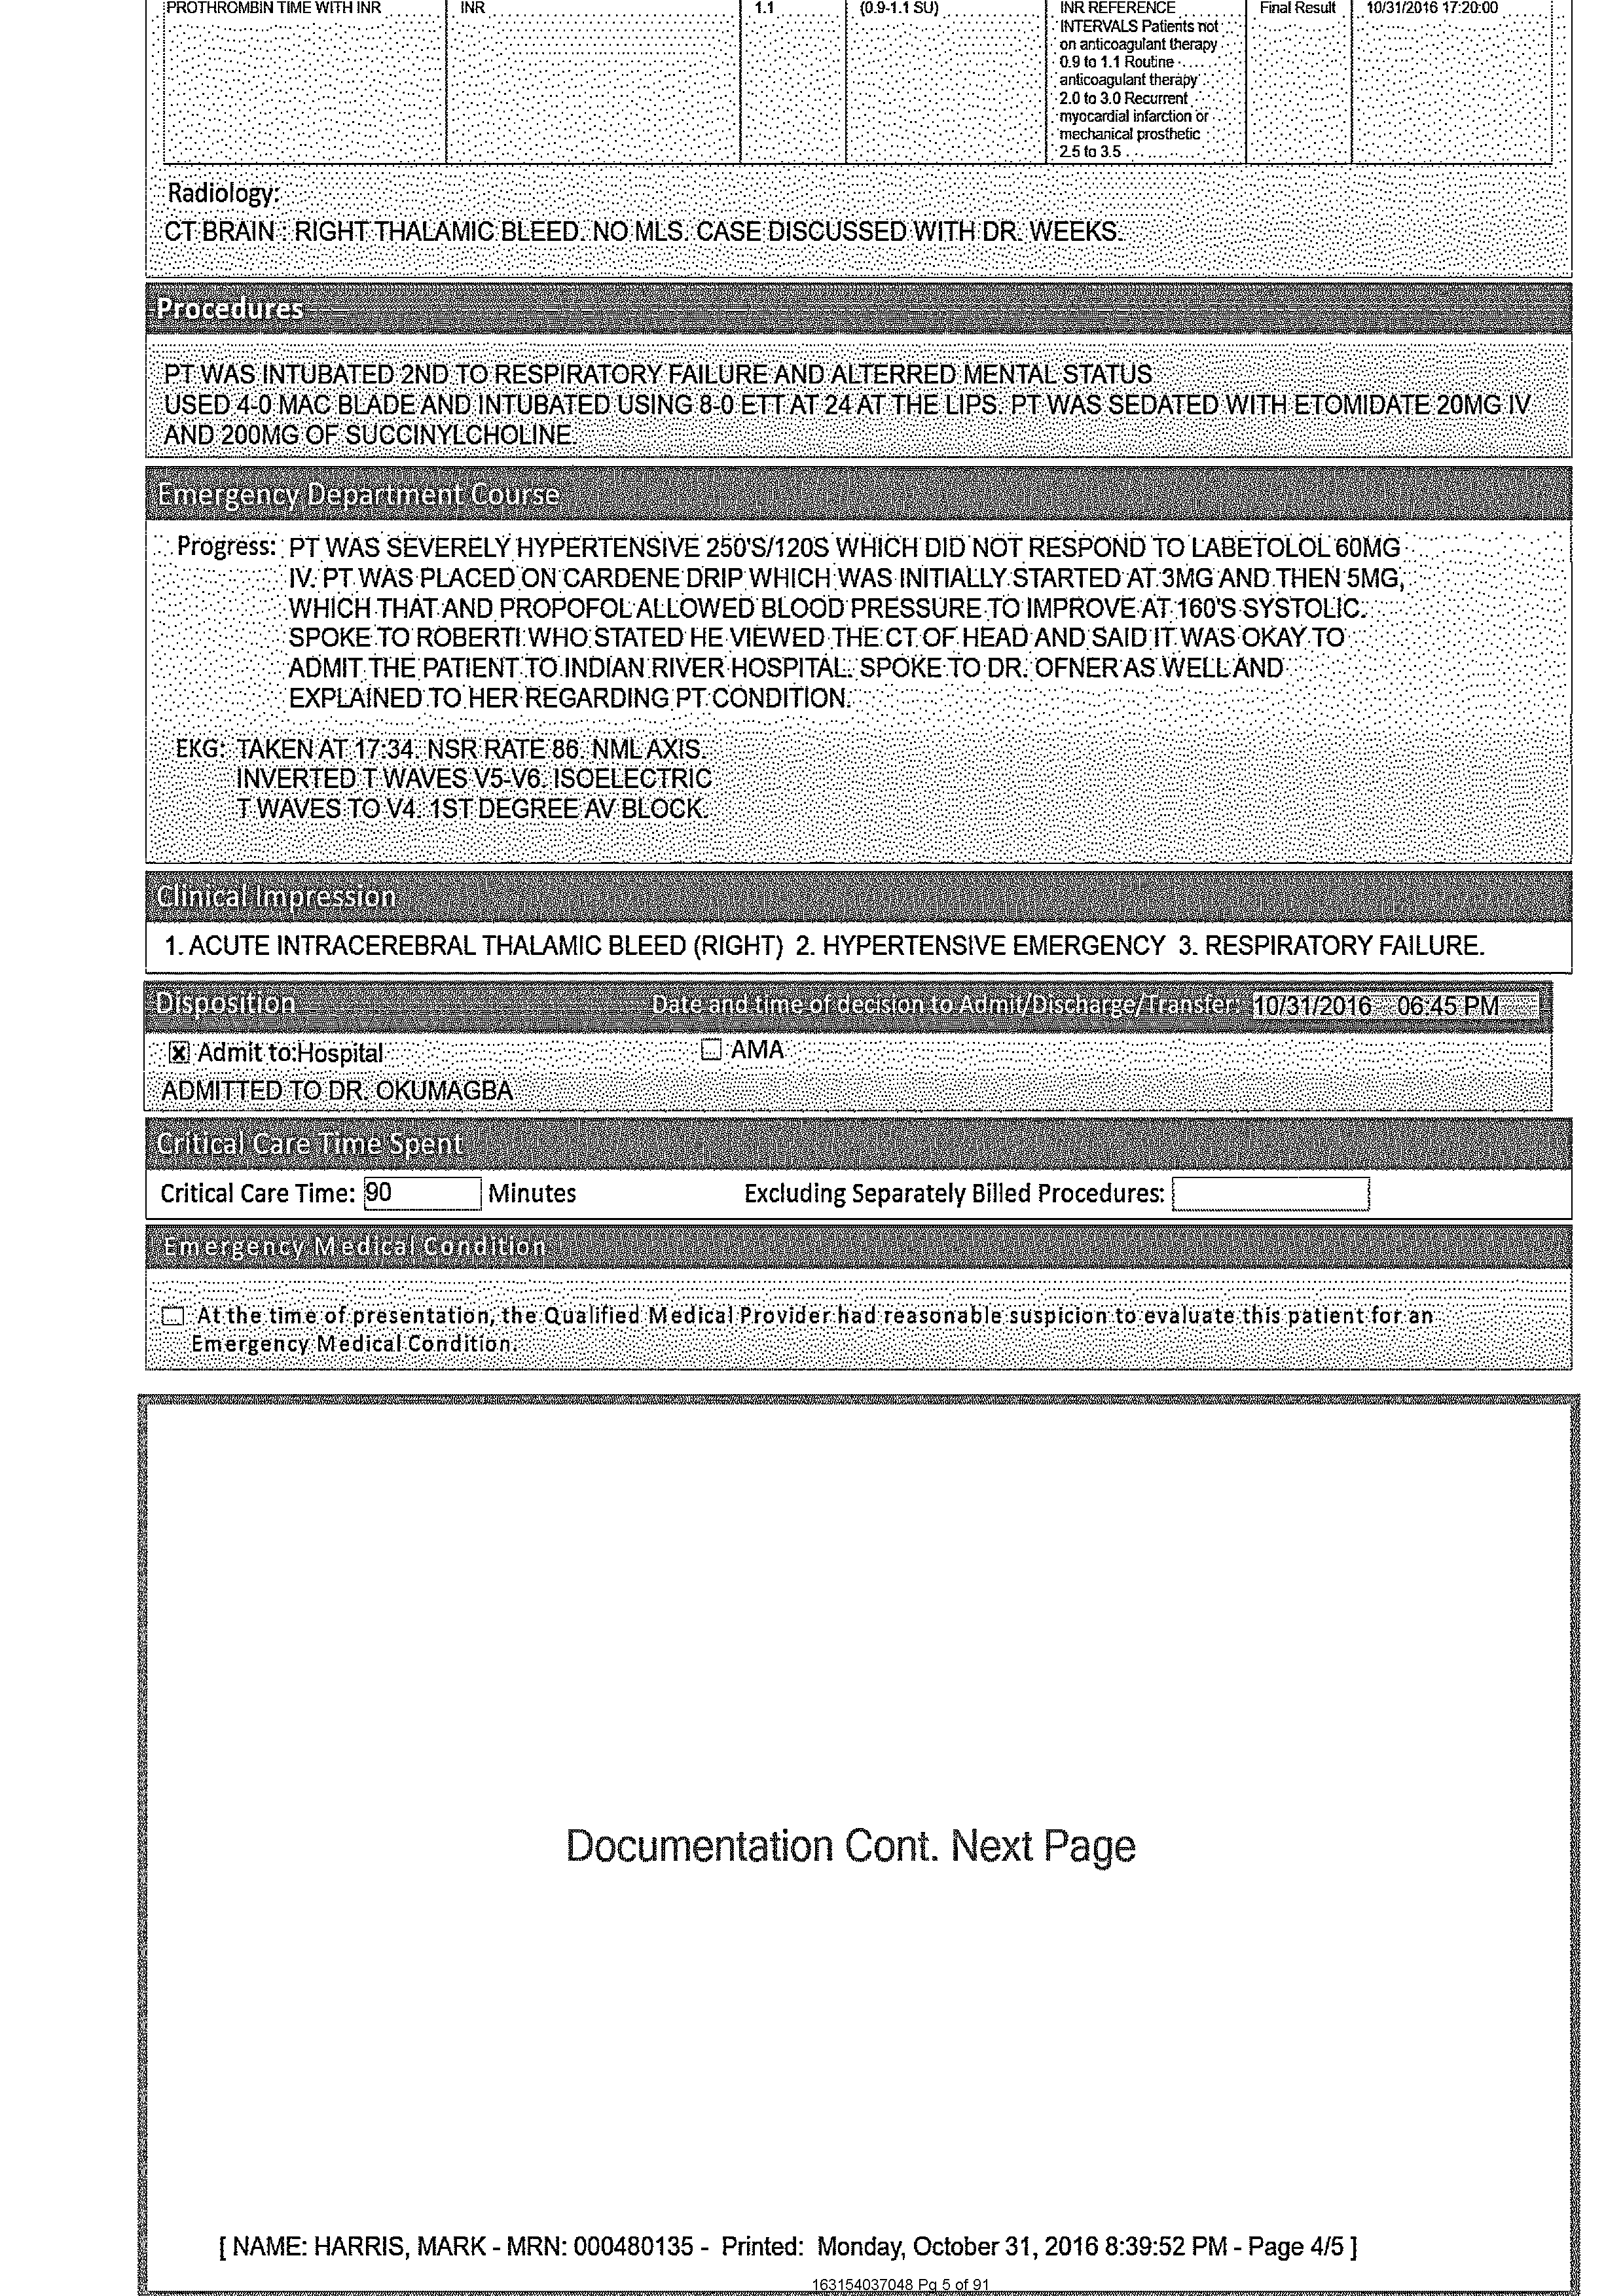 PROTHROMBIN TIME WITH INR INR 1.1 (0.9-1.1 SU) INR REFERENCE Final Result 10/31/2016 17:20:00
INTERVALS Patients not
on anticoagulant therapy
0.9 to 1.1 Routine
anticoagulant therapy
2.0 to 3.0 Recurrent
myocardial infarction or
mechanical prosthetic
2.5 to 3.5
Radiology:
CT BRAIN : RIGHT THALAMIC BLEED. NO MLS. CASE DISCUSSED WITH DR. WEEKS.
Procedures
PT WAS INTUBATED 2ND TO RESPIRATORY FAILURE AND ALTERRED MENTAL STATUS
USED 4-0 MAC BLADE AND INTUBATED USING 8-0 ETT AT 24 AT THE LIPS. PT WAS SEDATED WITH ETOMIDATE 20MG IV
AND 200MG OF SUCCINYLCHOLINE.
Emergency Department Course
Progress: PT WAS SEVERELY HYPERTENSIVE 250'S/120S WHICH DID NOT RESPOND TO LABETOLOL 60MG
IV. PT WAS PLACED ON CARDENE DRIP WHICH WAS INITIALLY STARTED AT 3MG AND THEN 5MG,
WHICH THAT AND PROPOFOL ALLOWED BLOOD PRESSURE TO IMPROVE AT 160'S SYSTOLIC.
SPOKE TO ROBERTI WHO STATED HE VIEWED THE CT OF HEAD AND SAID IT WAS OKAY TO
ADMIT THE PATIENT TO INDIAN RIVER HOSPITAL. SPOKE TO DR. OFNER AS WELL AND
EXPLAINED TO HER REGARDING PT CONDITION.
EKG: TAKEN AT 17:34. NSR RATE 86. NML AXIS.
INVERTED T WAVES V5-V6. ISOELECTRIC
T WAVES TO V4. 1ST DEGREE AV BLOCK.
Clinical Impression
1. ACUTE INTRACEREBRAL THALAMIC BLEED (RIGHT) 2. HYPERTENSIVE EMERGENCY 3. RESPIRATORY FAILURE.
Disposition Date and time of decision to Admit/Discharge/Transfer: 10/31/2016 06:45 PM
Admit to:Hospital AMA
ADMITTED TO DR. OKUMAGBA
Critical Care Time Spent
Critical Care Time: 90 Minutes Excluding Separately Billed Procedures:
Emergency Medical Condition
At the time of presentation, the Qualified Medical Provider had reasonable suspicion to evaluate this patient for an
Emergency Medical Condition.
Documentation Cont. Next Page
[ NAME: HARRIS, MARK - MRN: 000480135 - Printed: Monday, October 31, 2016 8:39:52 PM - Page 4/5 ]
163154037048 Pg 5 of 91